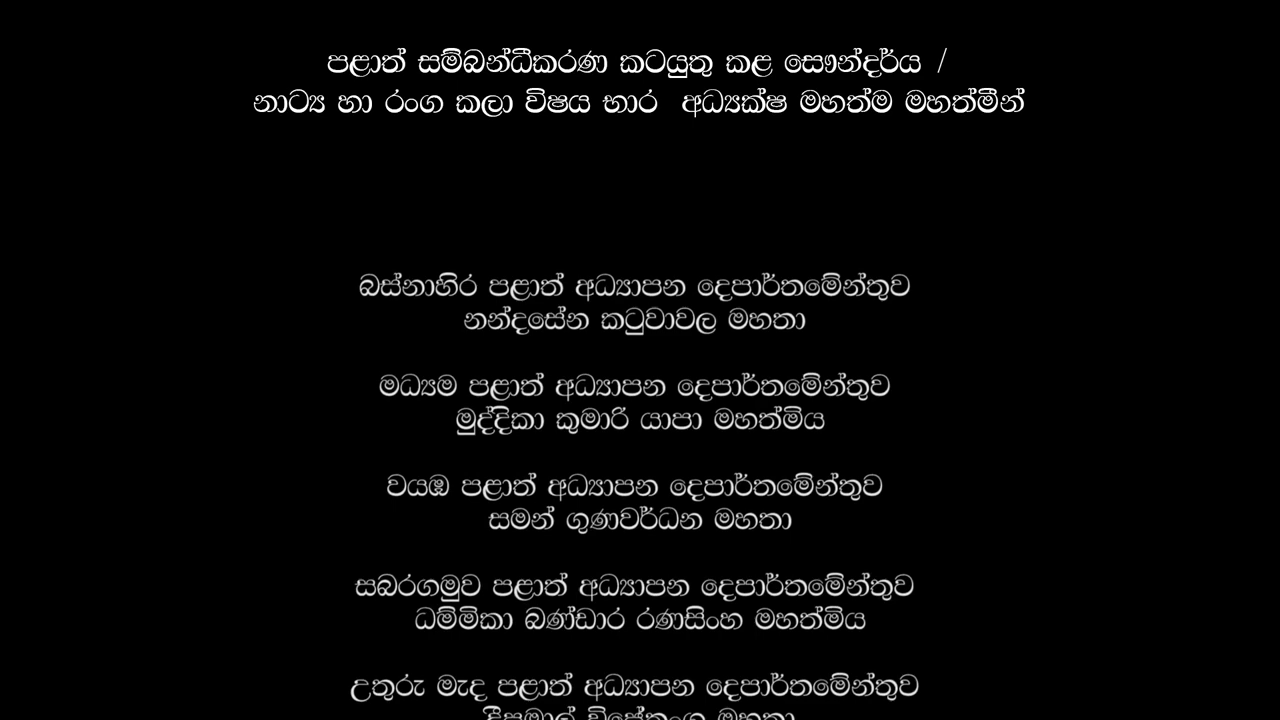 පළාත් සම්බන්ධීකරණ කටයුතු කළ සෞන්දර්ය /
නාට්‍ය හා රංග කලා විෂය භාර අධ්‍යක්ෂ මහත්ම මහත්මීන්
බස්නාහිර පළාත් අධ්‍යාපන දෙපාර්තමේන්තුව
නන්දසේන කටුවාවල මහතා
මධ්‍යම පළාත් අධ්‍යාපන දෙපාර්තමේන්තුව
මුද්දිකා කුමාරි යාපා මහත්මිය
වයඹ පළාත් අධ්‍යාපන දෙපාර්තමේන්තුව
සමන් ගුණවර්ධන මහතා
සබරගමුව පළාත් අධ්‍යාපන දෙපාර්තමේන්තුව
ධම්මිකා බණ්ඩාර රණසිංහ මහත්මිය
උතුරු මැද පළාත් අධ්‍යාපන දෙපාර්තමේන්තුව
මහතා